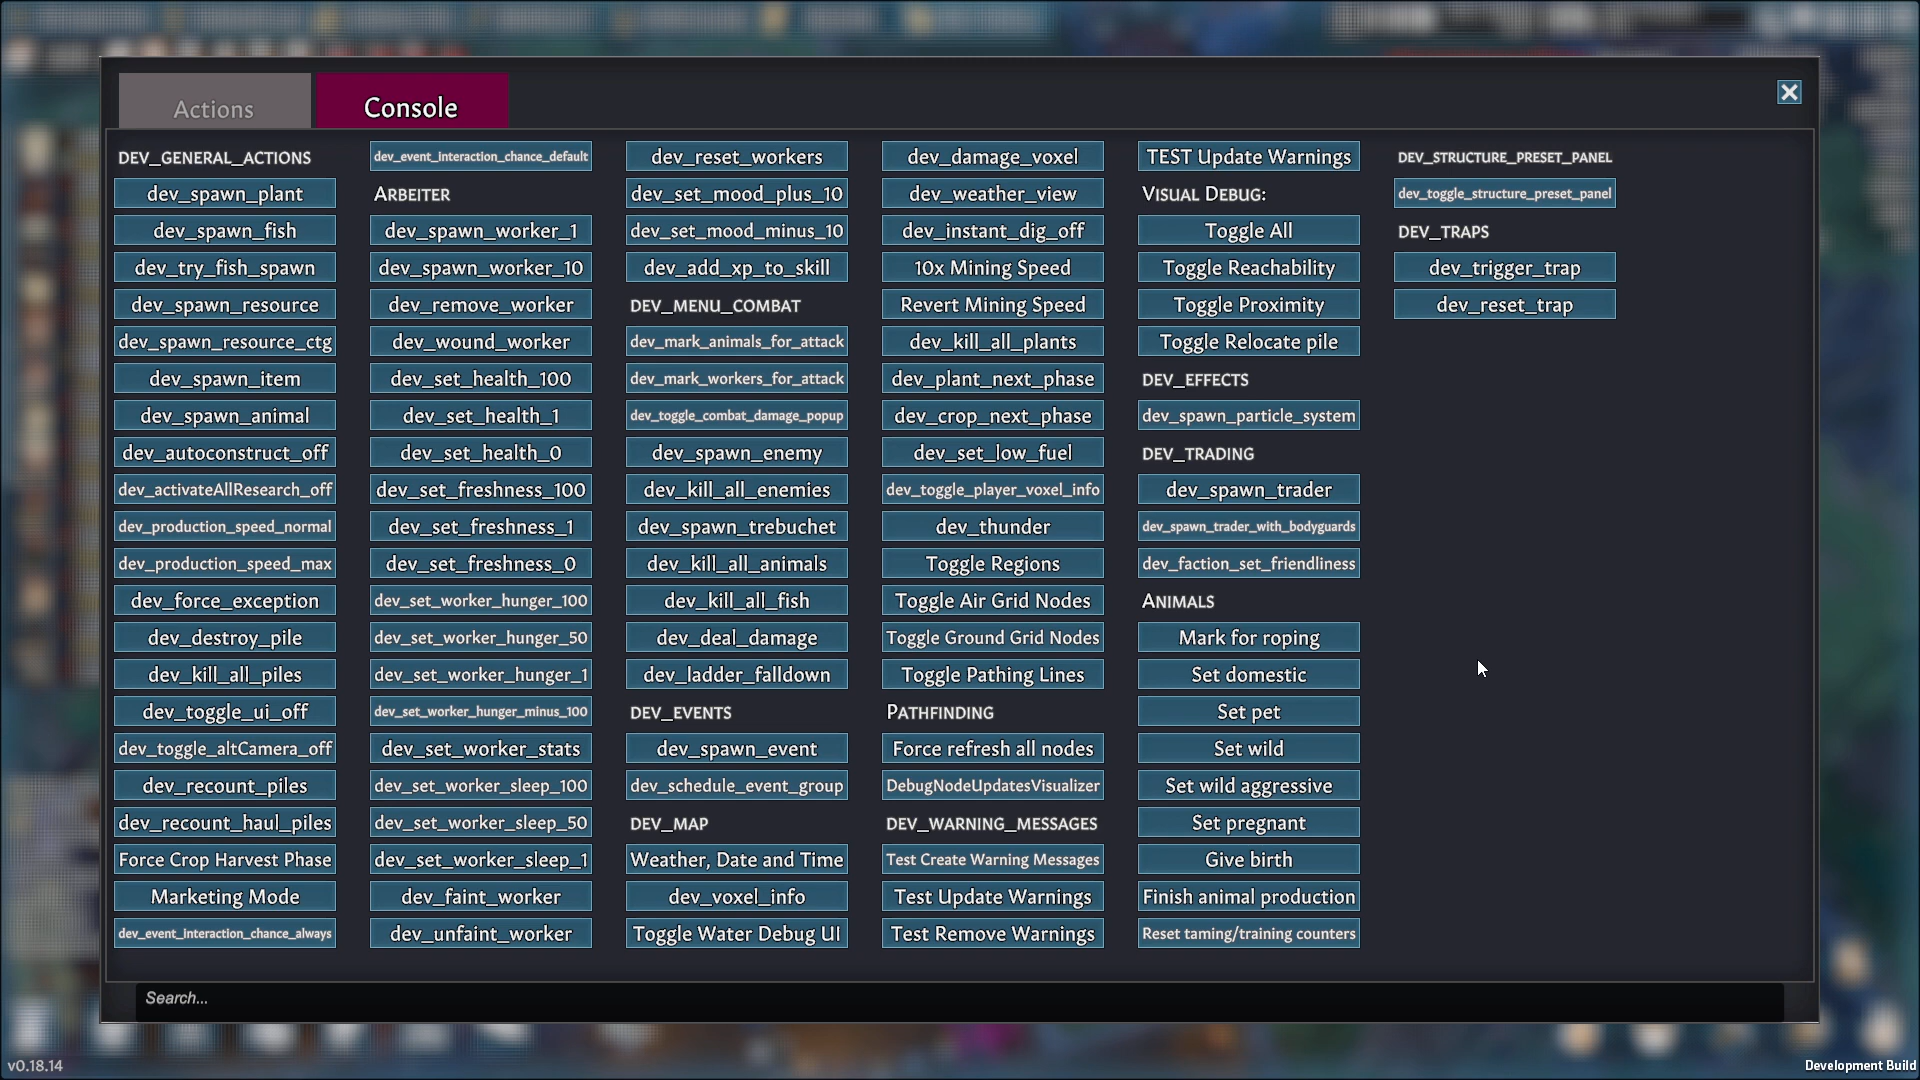 Actions
Console
DEV_GENERAL_ACTIONS
dev_spawn_plant
dev_spawn_fish
dev_try_fish_spawn
dev_spawn_resource
dev_spawn_resource_ctg
dev_spawn_item
dev_spawn_animal
dev_autoconstruct_off
dev_activateAllResearch_off
dev_production_speed_normal
dev_production_speed_max
dev_force_exception
dev_destroy_pile
dev_kill_all_piles
dev_toggle_ui_off
dev_toggle_altCamera_off
dev_recount_piles
dev_recount_haul_piles
Force Crop Harvest Phase
Marketing Mode
dev_event_interaction_chance_always
dev_event_interaction_chance_default
ARBEITER
dev_spawn_worker_1
dev_spawn_worker_10
dev_remove_worker
dev_wound_worker
dev_set_health_100
dev_set_health_1
dev_set_health_0
dev_set_freshness_100
dev_set_freshness_1
dev_set_freshness_0
dev_set_worker_hunger_100
dev_set_worker_hunger_50
dev_set_worker_hunger_1
dev_set_worker_hunger_minus_100
dev_set_worker_stats
dev_set_worker_sleep_100
dev_set_worker_sleep_50
dev_set_worker_sleep_1
dev_faint_worker
dev_unfaint_worker
dev_reset_workers
dev_set_mood_plus_10
dev_set_mood_minus_10
dev_add_xp_to_skill
DEV_MENU_COMBAT
dev_mark_animals_for_attack
dev_mark_workers_for_attack
dev_toggle_combat_damage_popup
dev_spawn_enemy
dev_kill_all_enemies
dev_spawn_trebuchet
dev_kill_all_animals
dev_kill_all_fish
dev_deal_damage
dev_ladder_falldown
DEV_EVENTS
dev_spawn_event
dev_schedule_event_group
DEV_MAP
Weather, Date and Time
dev_voxel_info
Toggle Water Debug UI
dev_damage_voxel
dev_weather_view
dev_instant_dig_off
10x Mining Speed
Revert Mining Speed
dev_kill_all_plants
dev_plant_next_phase
dev_crop_next_phase
dev_set_low_fuel
dev_toggle_player_voxel_info
dev_thunder
Toggle Regions
Toggle Air Grid Nodes
Toggle Ground Grid Nodes
Toggle Pathing Lines
PATHFINDING
Force refresh all nodes
DebugNodeUpdatesVisualizer
DEV_WARNING_MESSAGES
Test Create Warning Messages
Test Update Warnings
Test Remove Warnings
TEST Update Warnings
VISUAL DEBUG:
Toggle All
Toggle Reachability
Toggle Proximity
Toggle Relocate pile
DEV_EFFECTS
dev_spawn_particle_system
DEV_TRADING
dev_spawn_trader
dev_spawn_trader_with_bodyguards
dev_faction_set_friendliness
ANIMALS
Mark for roping
Set domestic
Set pet
Set wild
Set wild aggressive
Set pregnant
Give birth
Finish animal production
Reset taming/training counters
DEV_STRUCTURE_PRESET_PANEL
dev_toggle_structure_preset_panel
DEV_TRAPS
dev_trigger_trap
dev_reset_trap
Search...
v0.18.14
Development Build